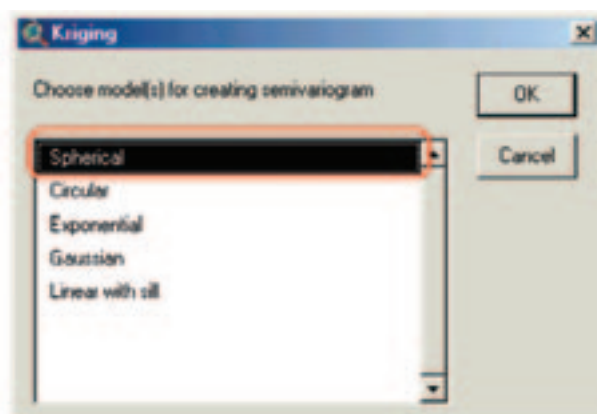 Kriging
Choose model(s) for creating semivariogram
OK
Cancel
Spherical
Circular
Exponential
Gaussian
Linear with sill